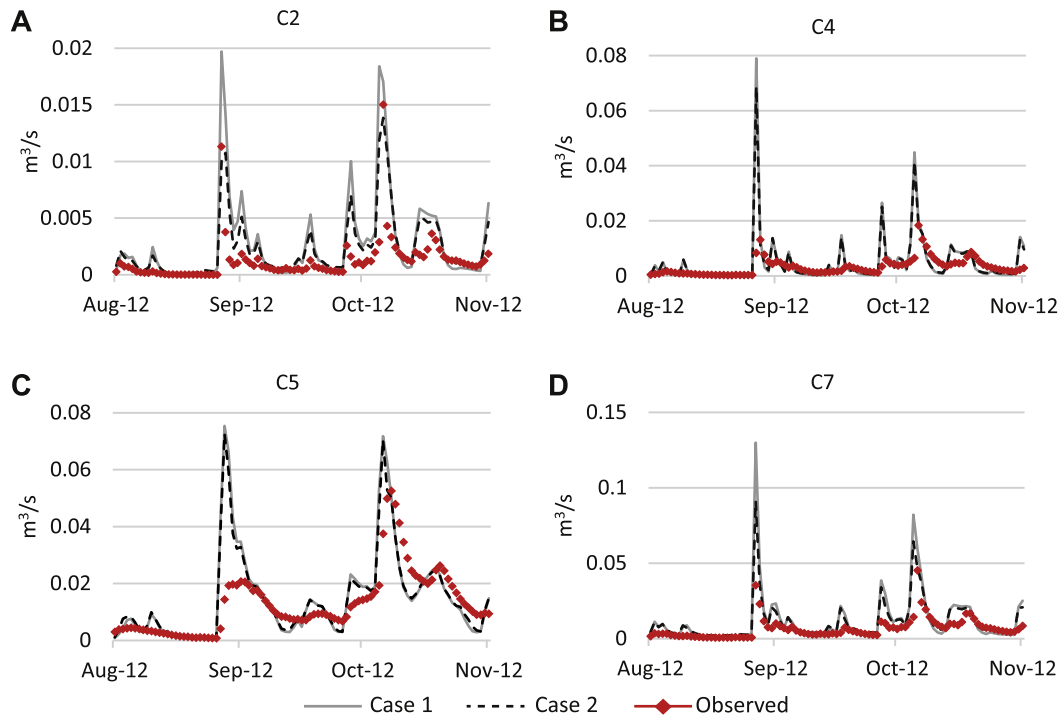 A
C2
m³/s
0.02
0.015
0.01
0.005
0
Aug-12 Sep-12 Oct-12 Nov-12
B
C4
m³/s
0.08
0.06
0.04
0.02
0
Aug-12 Sep-12 Oct-12 Nov-12
C
C5
m³/s
0.08
0.06
0.04
0.02
0
Aug-12 Sep-12 Oct-12 Nov-12
D
C7
m³/s
0.15
0.1
0.05
0
Aug-12 Sep-12 Oct-12 Nov-12
Case 1 Case 2 Observed